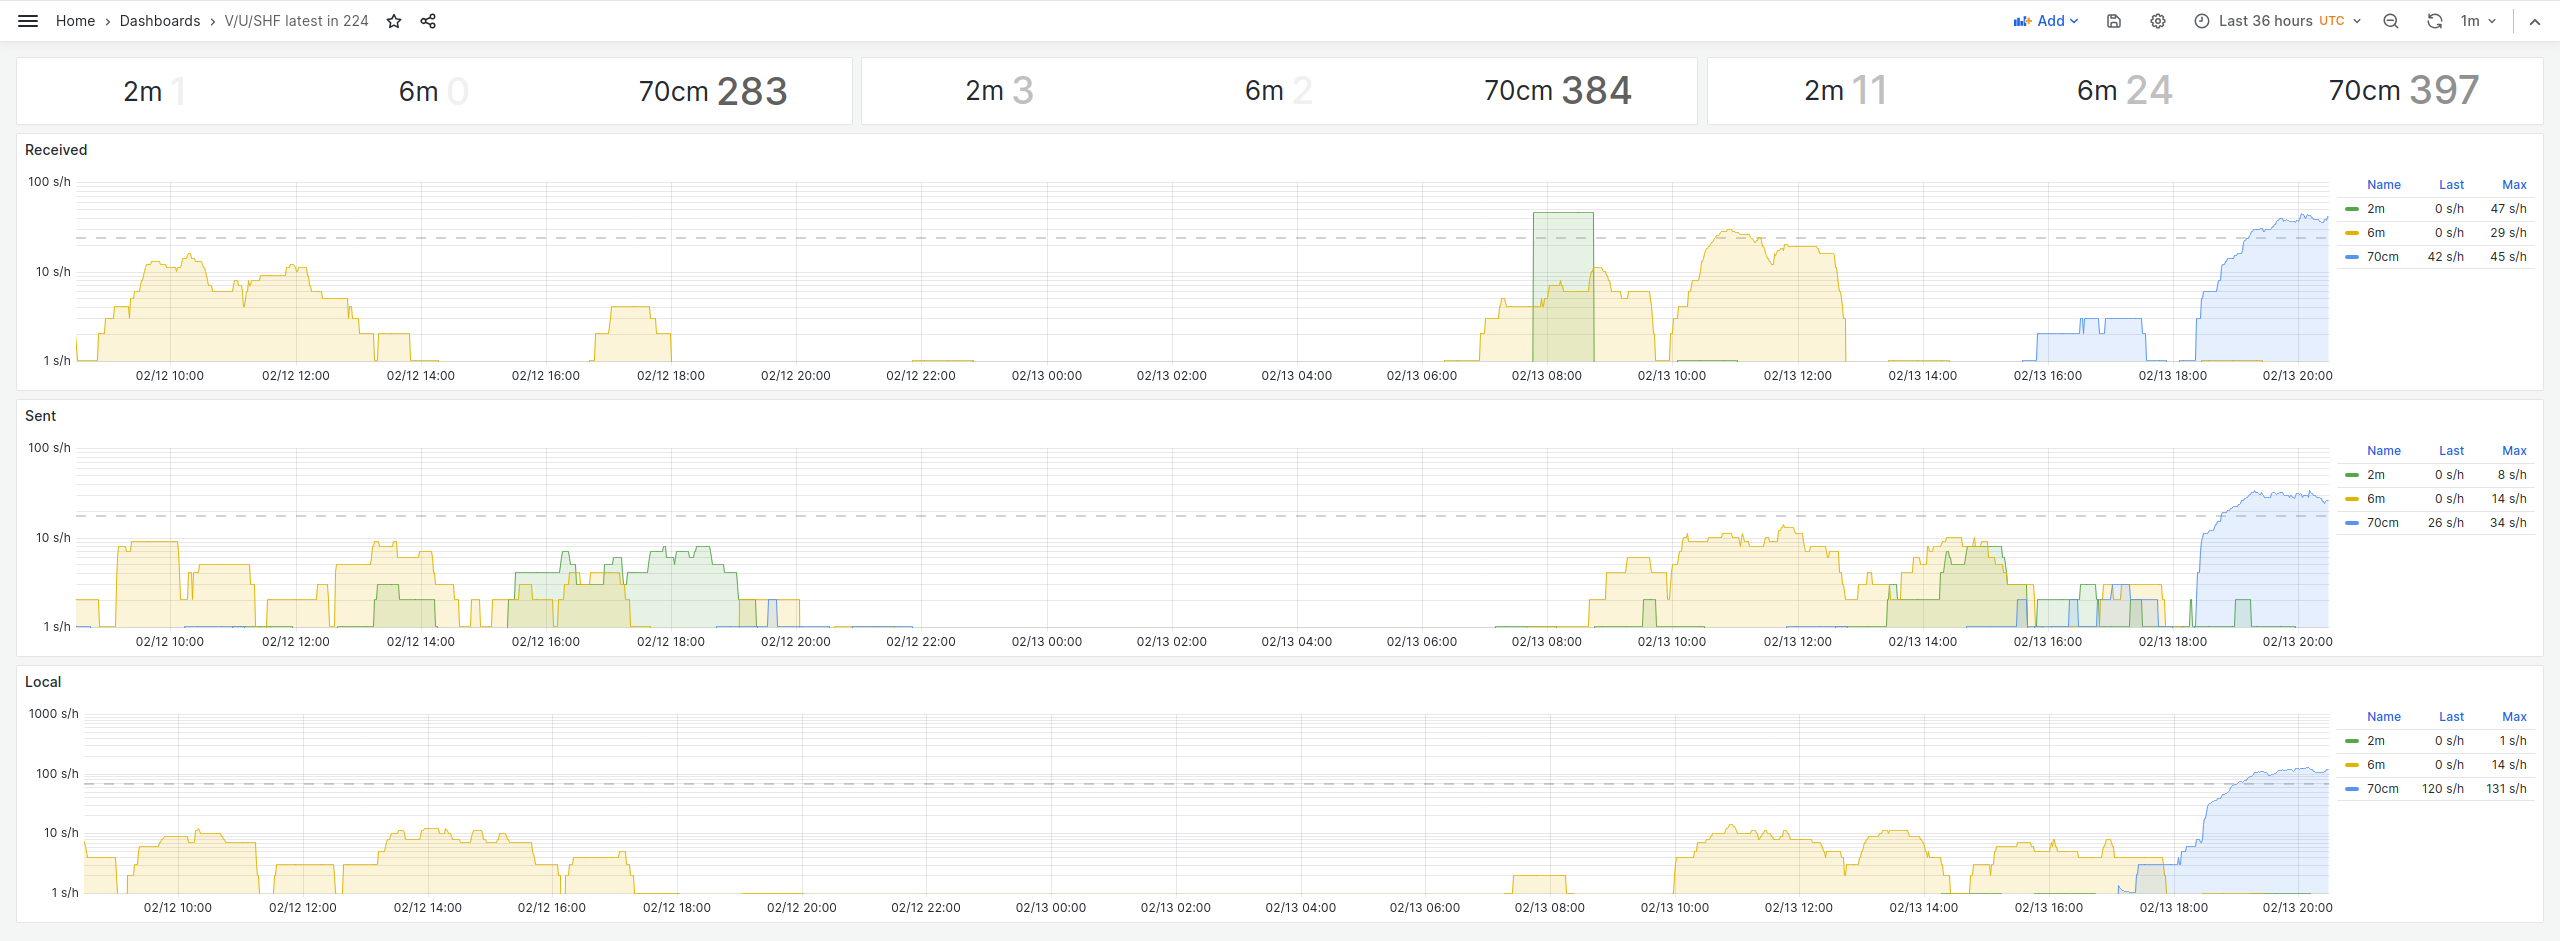 Home › Dashboards › V/U/SHF latest in 224 Add Last 36 hours UTC 1m
2m 1 6m 0 70cm 283 2m 3 6m 2 70cm 384 2m 11 6m 24 70cm 397
Received
100 s/h
10 s/h
1 s/h
02/12 10:00 02/12 12:00 02/12 14:00 02/12 16:00 02/12 18:00 02/12 20:00 02/12 22:00 02/13 00:00 02/13 02:00 02/13 04:00 02/13 06:00 02/13 08:00 02/13 10:00 02/13 12:00 02/13 14:00 02/13 16:00 02/13 18:00 02/13 20:00
Name Last Max
2m 0 s/h 47 s/h
6m 0 s/h 29 s/h
70cm 42 s/h 45 s/h
Sent
100 s/h
10 s/h
1 s/h
02/12 10:00 02/12 12:00 02/12 14:00 02/12 16:00 02/12 18:00 02/12 20:00 02/12 22:00 02/13 00:00 02/13 02:00 02/13 04:00 02/13 06:00 02/13 08:00 02/13 10:00 02/13 12:00 02/13 14:00 02/13 16:00 02/13 18:00 02/13 20:00
Name Last Max
2m 0 s/h 8 s/h
6m 0 s/h 14 s/h
70cm 26 s/h 34 s/h
Local
1000 s/h
100 s/h
10 s/h
1 s/h
02/12 10:00 02/12 12:00 02/12 14:00 02/12 16:00 02/12 18:00 02/12 20:00 02/12 22:00 02/13 00:00 02/13 02:00 02/13 04:00 02/13 06:00 02/13 08:00 02/13 10:00 02/13 12:00 02/13 14:00 02/13 16:00 02/13 18:00 02/13 20:00
Name Last Max
2m 0 s/h 1 s/h
6m 0 s/h 14 s/h
70cm 120 s/h 131 s/h